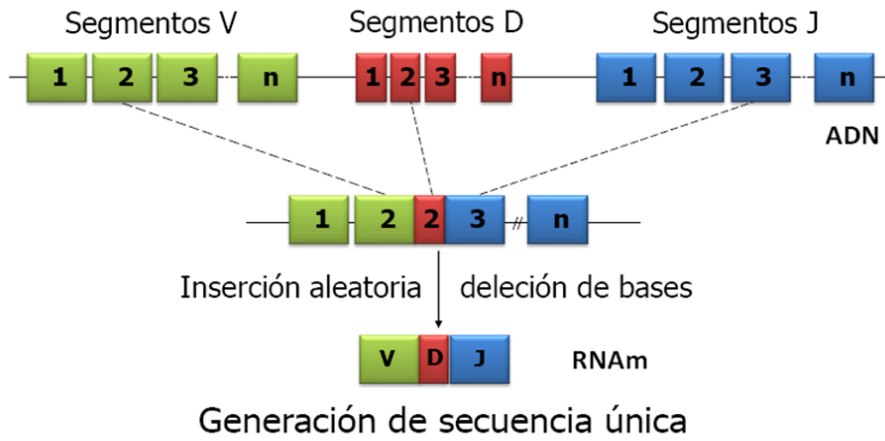 Segmentos V Segmentos D Segmentos J
1 2 3 n 1 2 3 n 1 2 3 n
ADN
1 2 2 3 // n
Inserción aleatoria deleción de bases
V D J RNAm
Generación de secuencia única